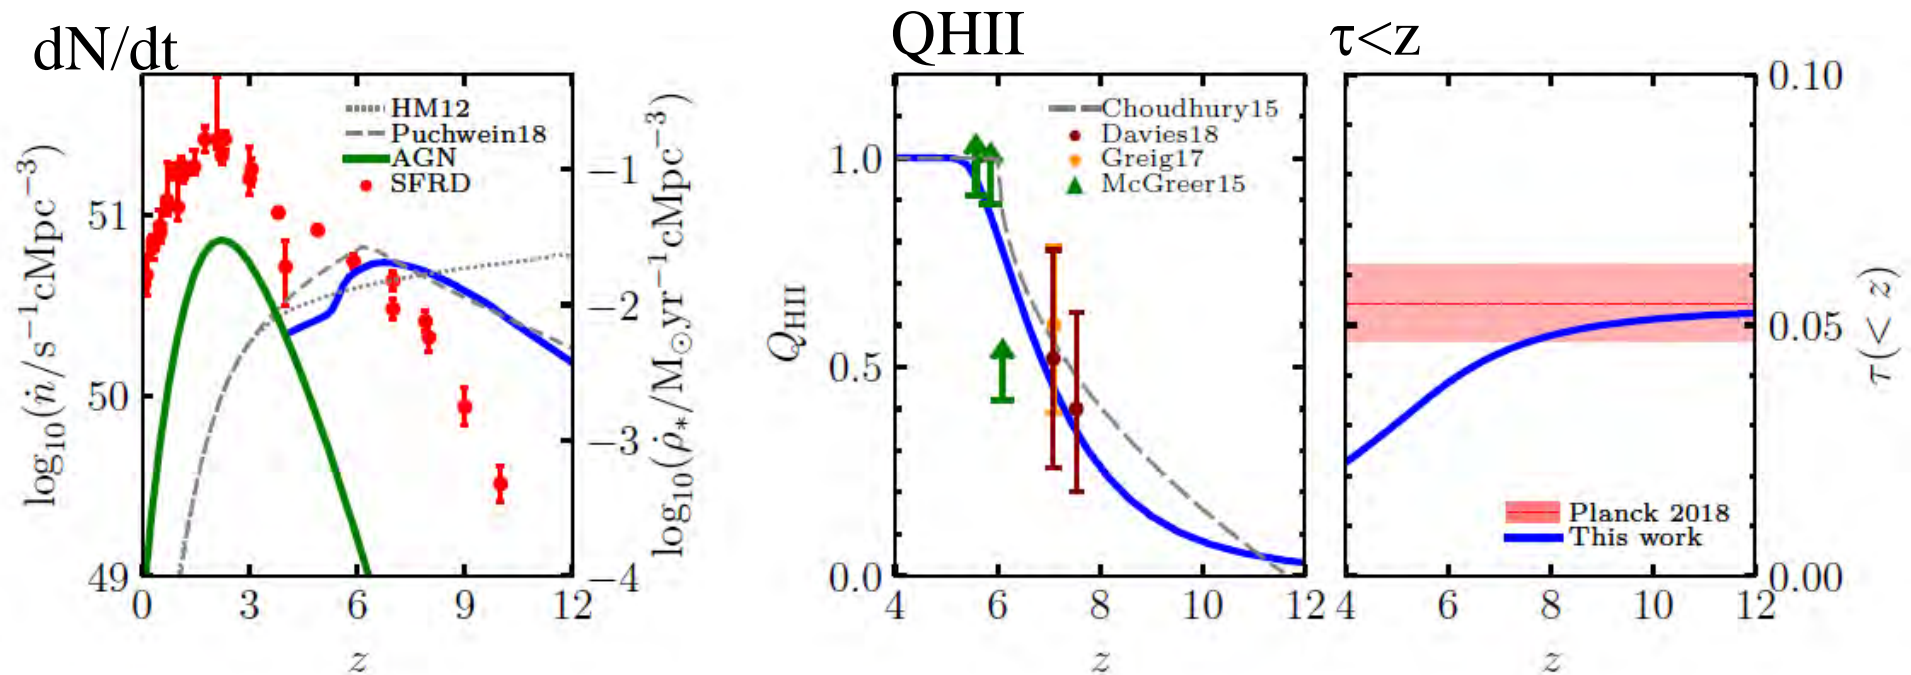 dN/dt
log10(ṅ/s−1cMpc−3)
51
50
49
HM12
Puchwein18
AGN
SFRD
−1
−2
−3
−4
log10(ρ̇*/M⊙yr−1cMpc−3)
0 3 6 9 12
z
QHII
QHII
1.0
0.5
0.0
Choudhury15
Davies18
Greig17
McGreer15
4 6 8 10 12
z
τ<z
Planck 2018
This work
0.10
0.05
0.00
τ(< z)
4 6 8 10 12
z